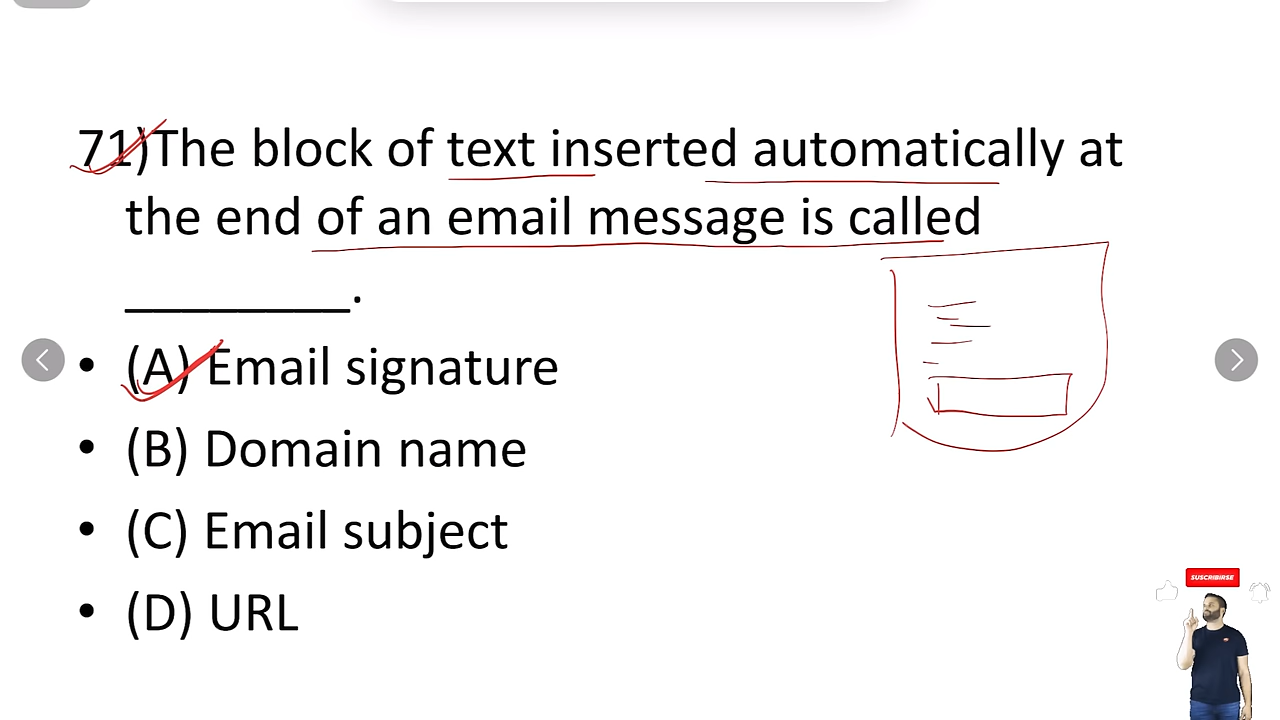 71)The block of text inserted automatically at
the end of an email message is called
________.
• (A) Email signature
• (B) Domain name
• (C) Email subject
• (D) URL
SUSCRIBIRSE